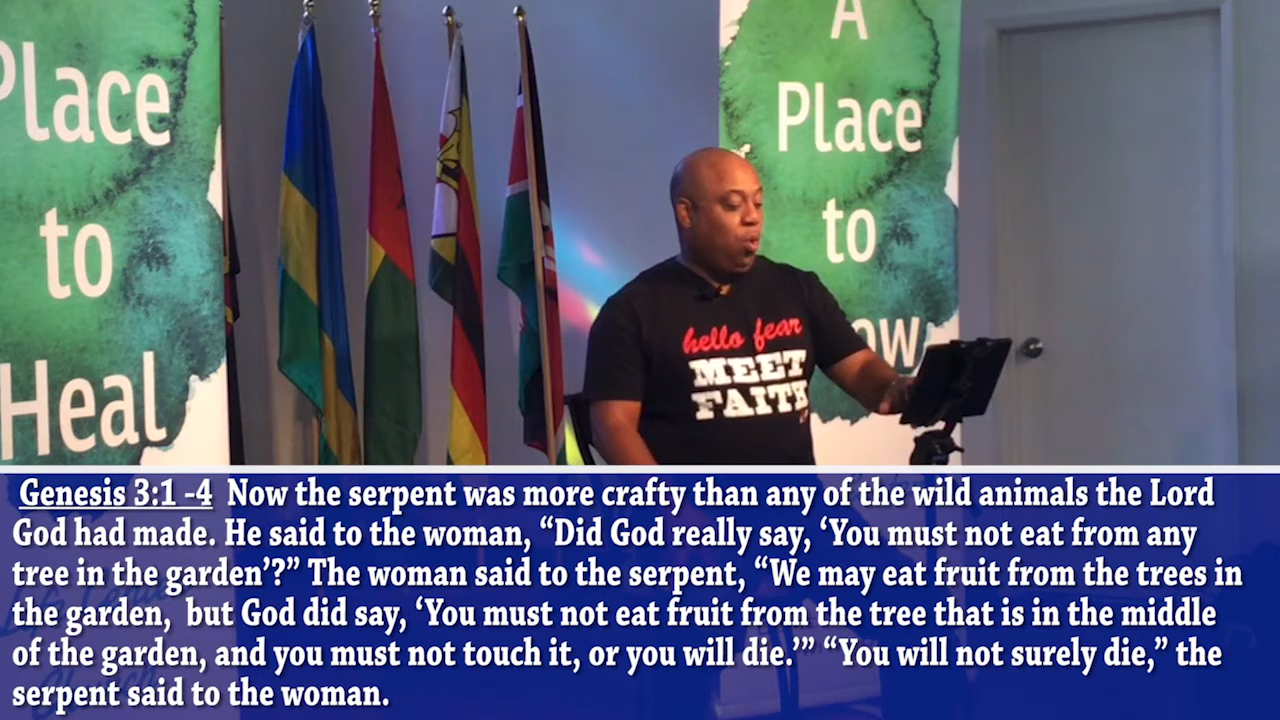 Place
to
Heal
A
Place
to
hello fear
MEET
FAITH
Genesis 3:1 -4 Now the serpent was more crafty than any of the wild animals the Lord
God had made. He said to the woman, “Did God really say, ‘You must not eat from any
tree in the garden’?” The woman said to the serpent, “We may eat fruit from the trees in
the garden, but God did say, ‘You must not eat fruit from the tree that is in the middle
of the garden, and you must not touch it, or you will die.’” “You will not surely die,” the
serpent said to the woman.